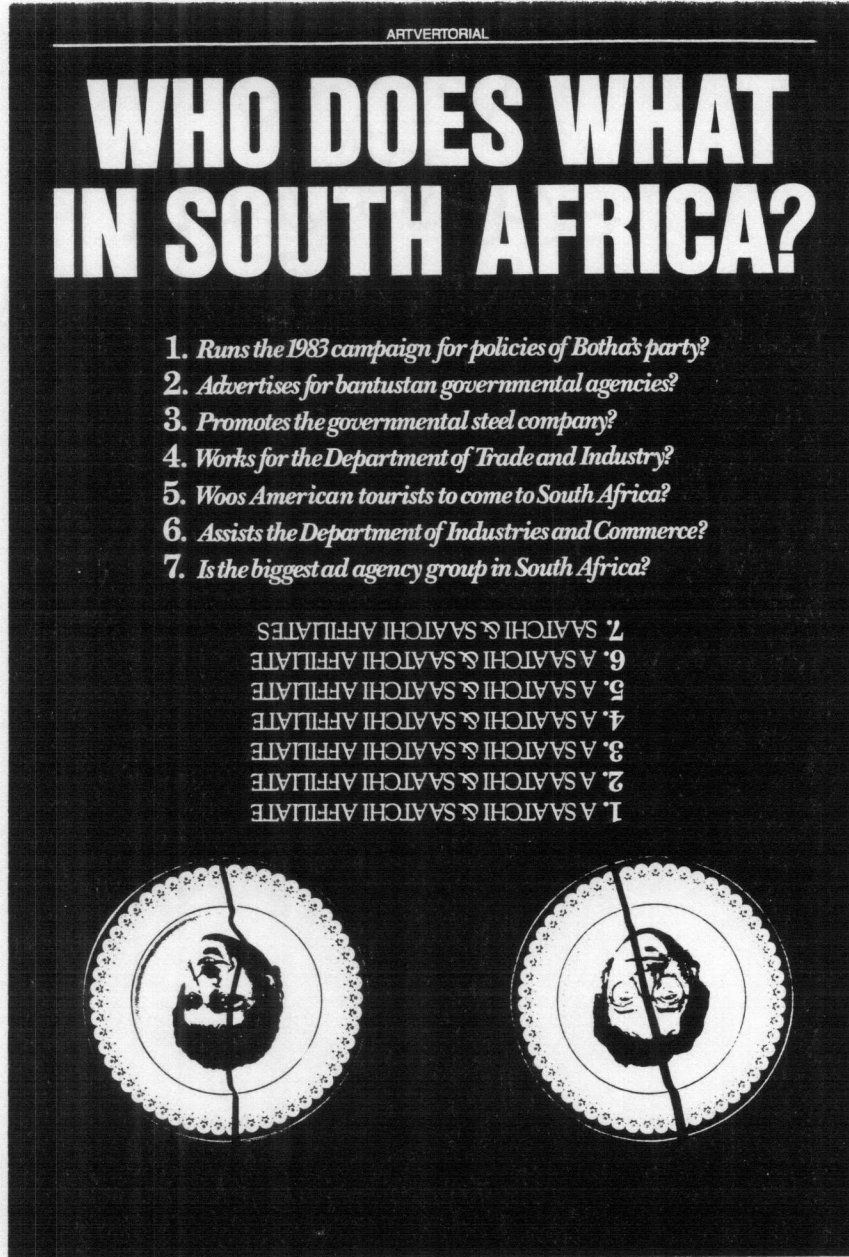 ARTVERTORIAL
WHO DOES WHAT
IN SOUTH AFRICA?
1. Runs the 1983 campaign for policies of Botha's party?
2. Advertises for bantustan governmental agencies?
3. Promotes the governmental steel company?
4. Works for the Department of Trade and Industry?
5. Woos American tourists to come to South Africa?
6. Assists the Department of Industries and Commerce?
7. Is the biggest ad agency group in South Africa?
1. A SAATCHI & SAATCHI AFFILIATE
2. A SAATCHI & SAATCHI AFFILIATE
3. A SAATCHI & SAATCHI AFFILIATE
4. A SAATCHI & SAATCHI AFFILIATE
5. A SAATCHI & SAATCHI AFFILIATE
6. A SAATCHI & SAATCHI AFFILIATE
7. SAATCHI & SAATCHI AFFILIATES